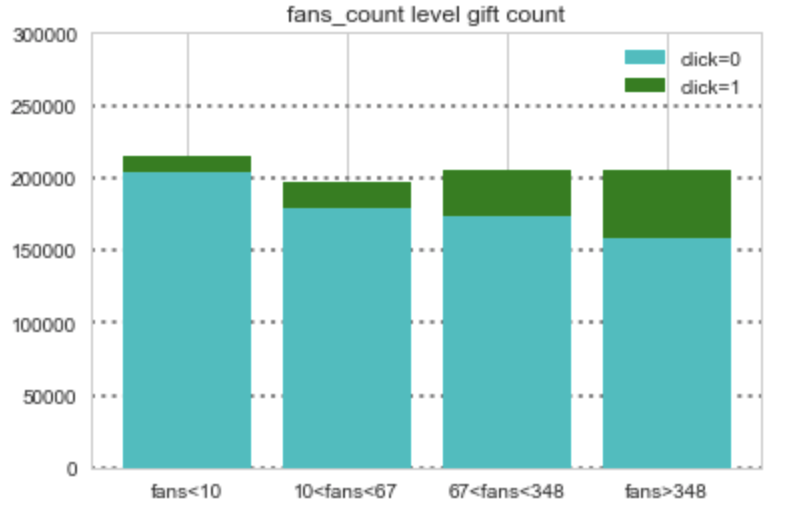 fans_count level gift count
300000
250000
200000
150000
100000
50000
0
click=0
click=1
fans<10
10<fans<67
67<fans<348
fans>348